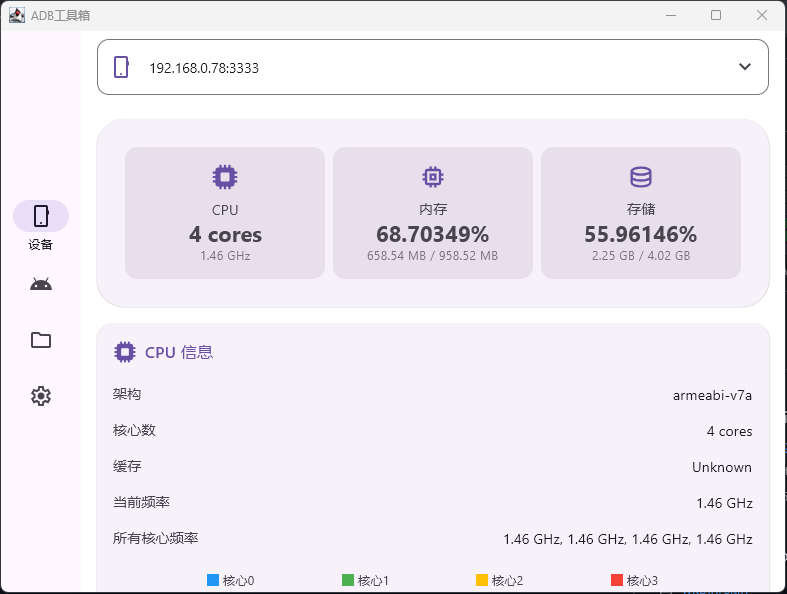 ADB工具箱
192.168.0.78:3333
CPU
4 cores
1.46 GHz
内存
68.70349%
658.54 MB / 958.52 MB
存储
55.96146%
2.25 GB / 4.02 GB
设备
CPU 信息
架构 armeabi-v7a
核心数 4 cores
缓存 Unknown
当前频率 1.46 GHz
所有核心频率 1.46 GHz, 1.46 GHz, 1.46 GHz, 1.46 GHz
核心0 核心1 核心2 核心3